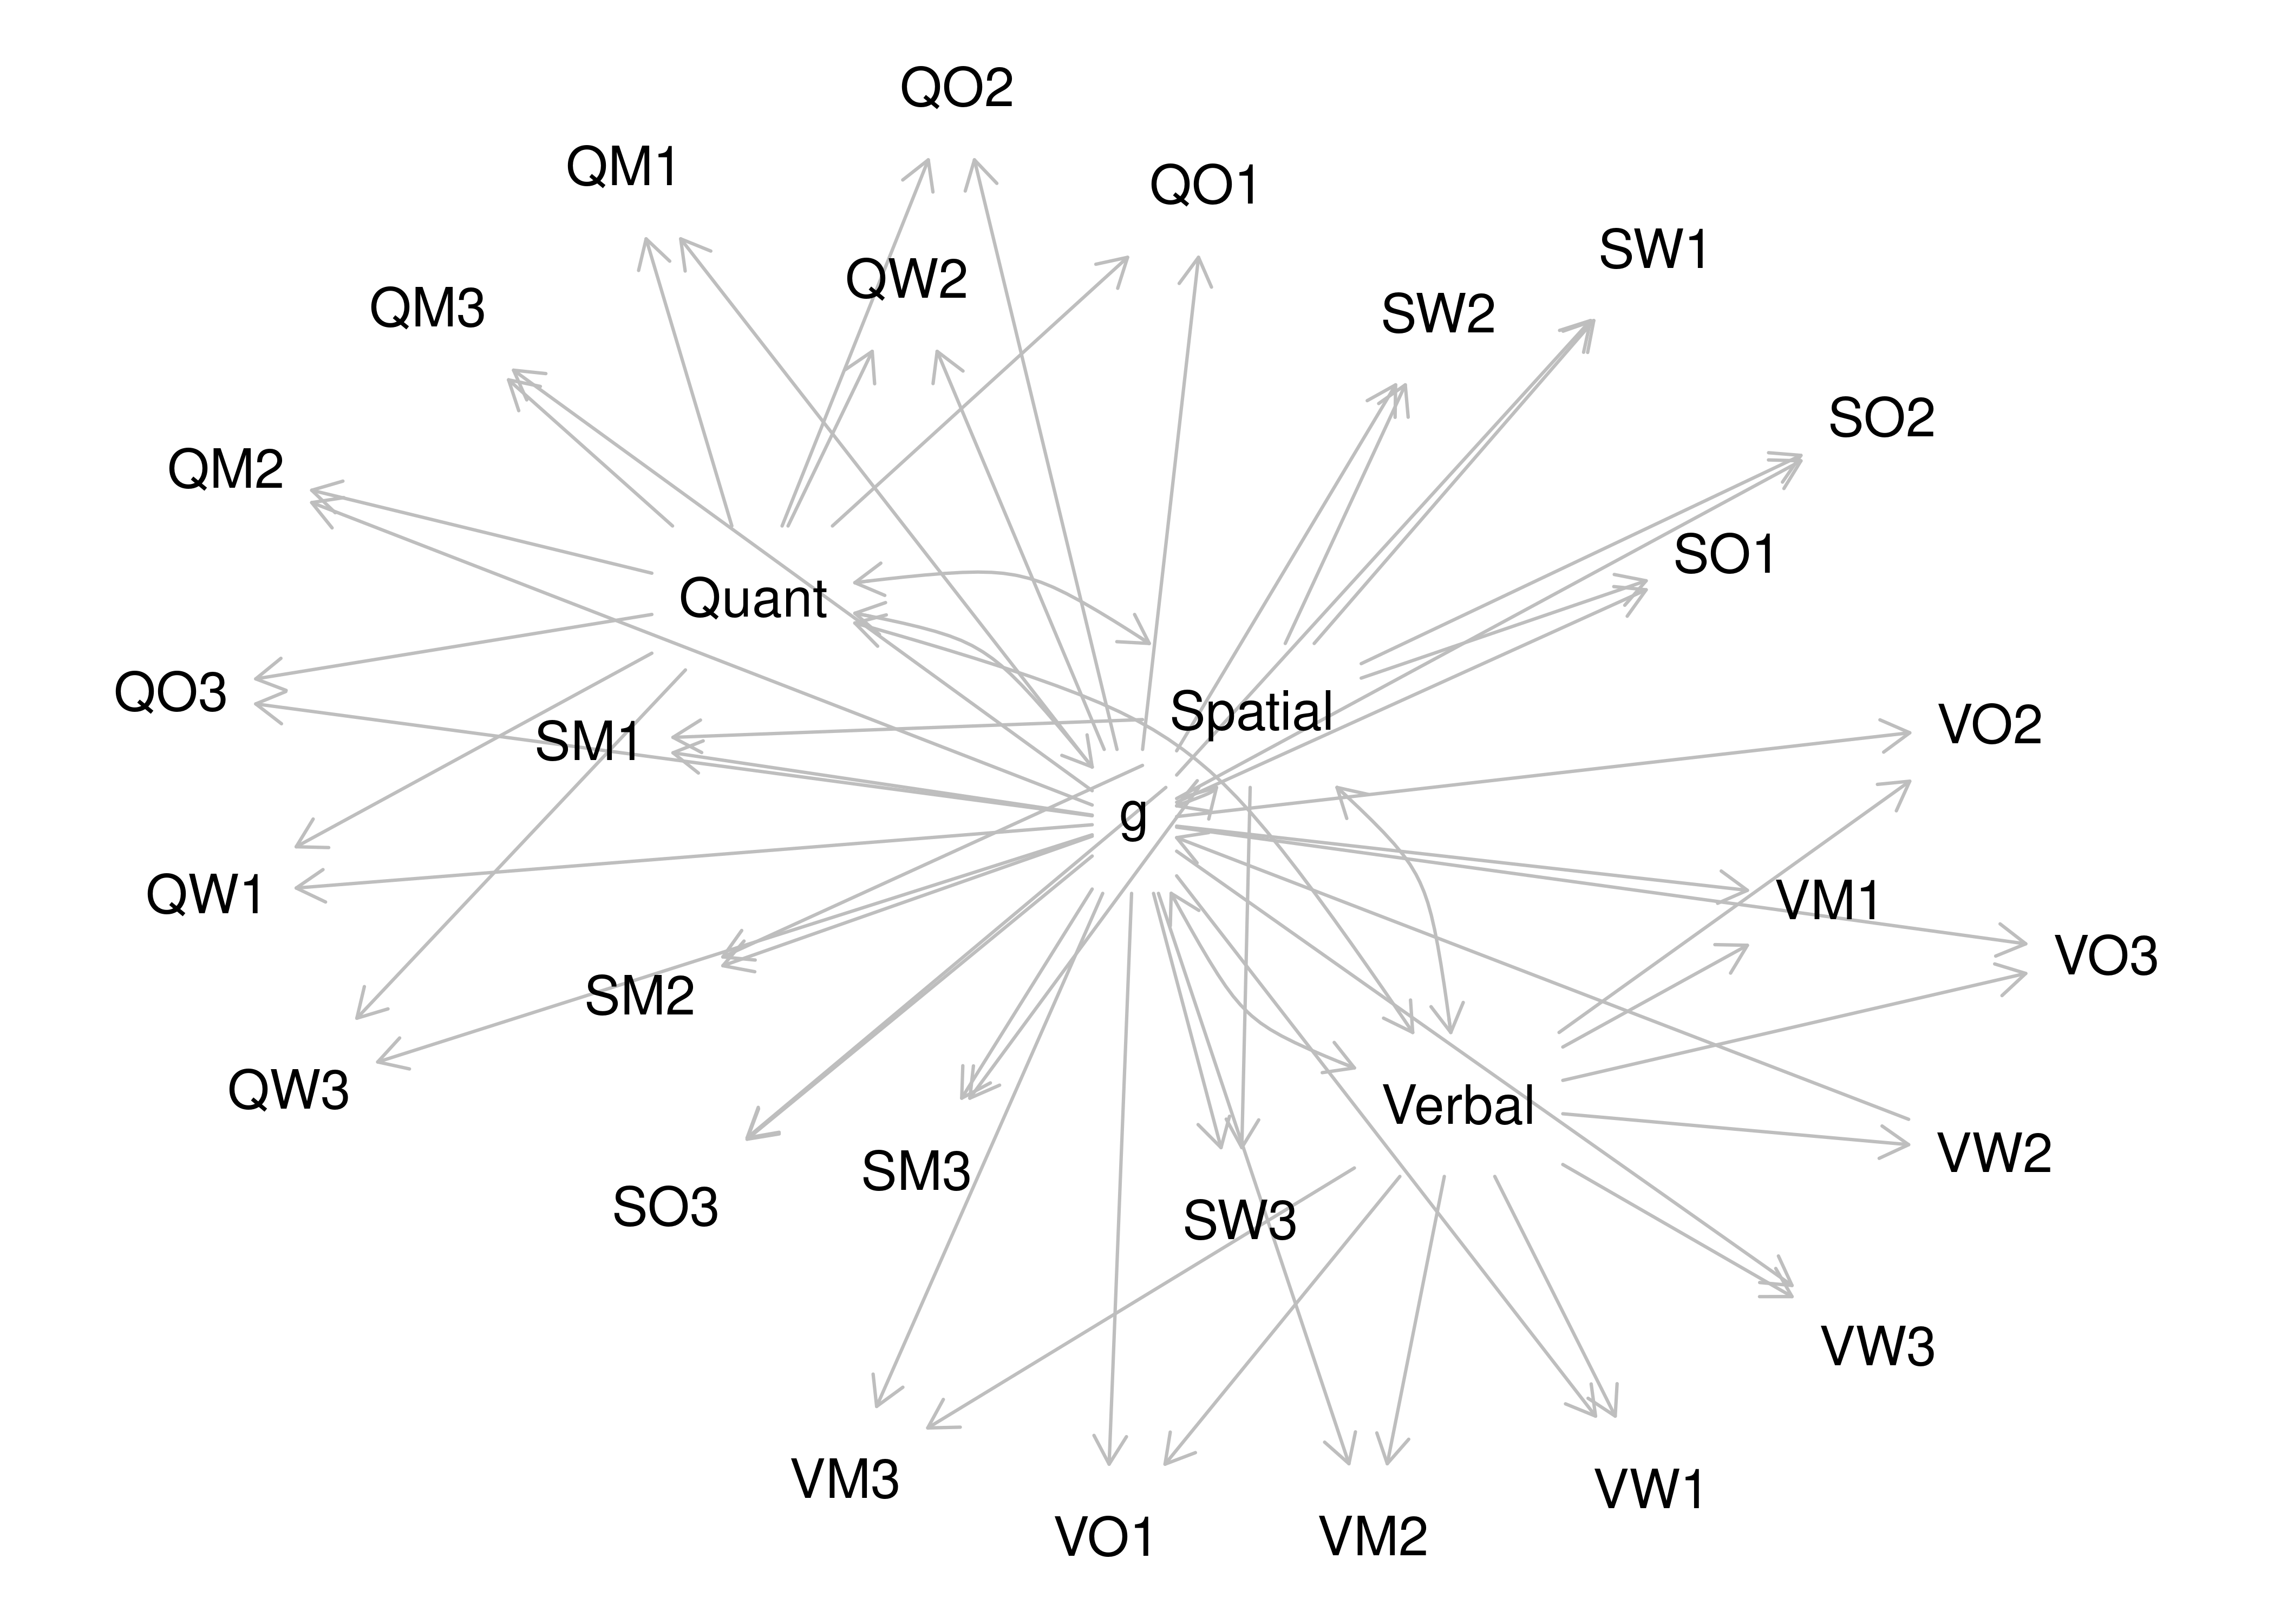 QO2
QM1
QO1
SW1
QW2
QM3
SW2
SO2
QM2
SO1
Quant
QO3
Spatial
VO2
SM1
g
QW1
VM1
VO3
SM2
QW3
Verbal
VW2
SM3
SO3
SW3
VW3
VM3
VW1
VO1
VM2